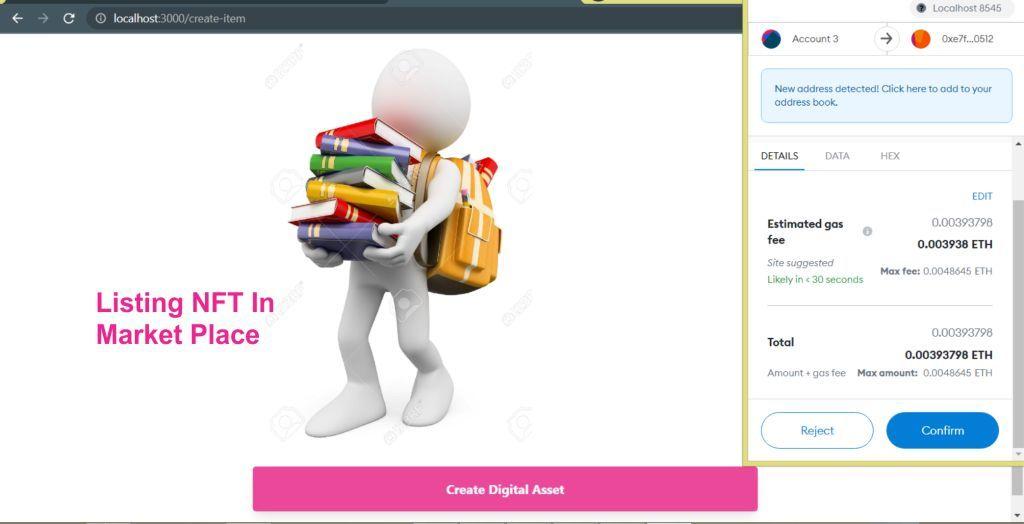 localhost:3000/create-item
Localhost 8545
Account 3
0xe7f...0512
New address detected! Click here to add to your
address book.
DETAILS
DATA
HEX
EDIT
Estimated gas
fee
0.00393798
0.003938 ETH
Site suggested
Likely in < 30 seconds
Max fee: 0.0048645 ETH
Total
0.00393798
0.00393798 ETH
Amount + gas fee
Max amount: 0.0048645 ETH
Reject
Confirm
Listing NFT In
Market Place
Create Digital Asset